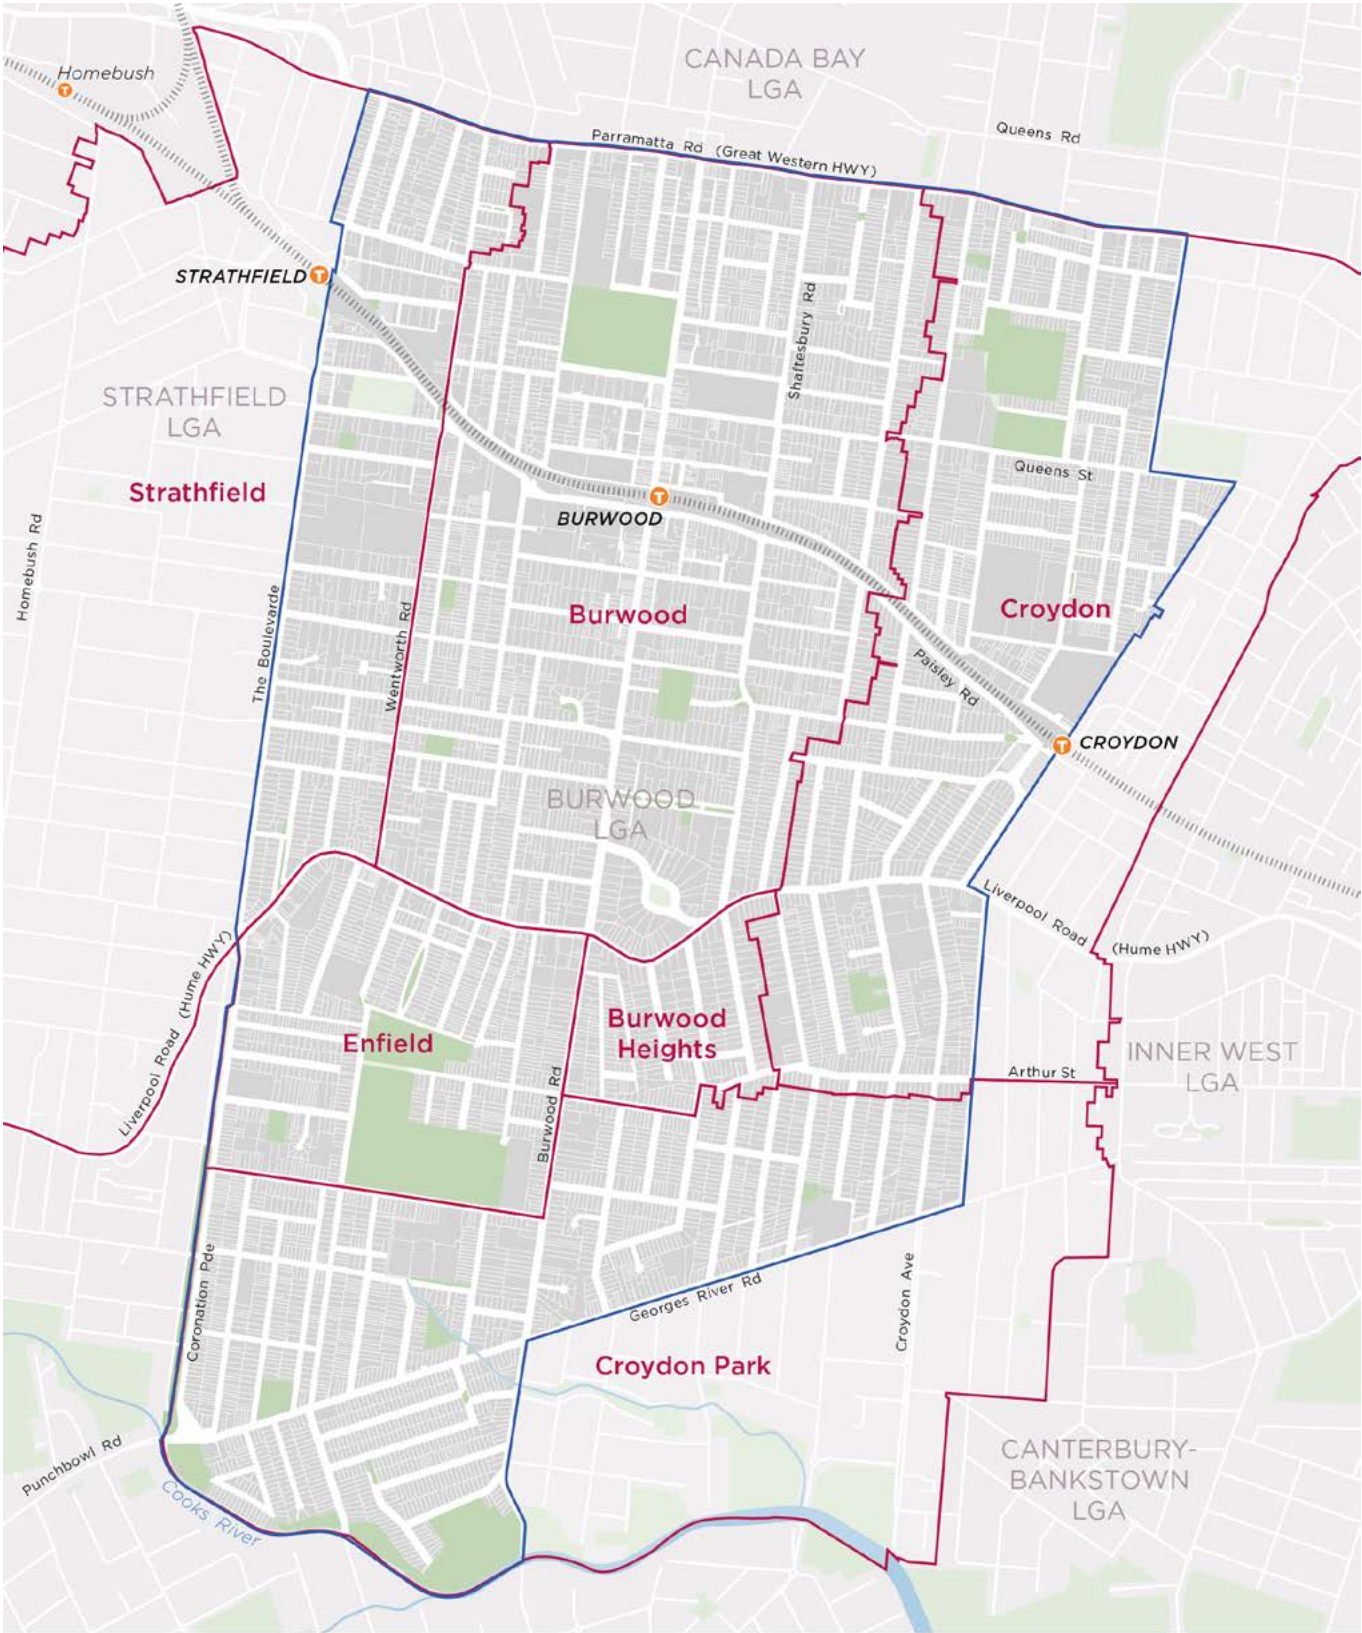 CANADA BAY
LGA
Homebush
T
Queens Rd
Parramatta Rd (Great Western HWY)
STRATHFIELD T
Shaftesbury Rd
STRATHFIELD
LGA
Strathfield
Queens St
T
BURWOOD
Homebush Rd
The Boulevarde
Wentworth Rd
Burwood
Croydon
Paisley Rd
T CROYDON
BURWOOD
LGA
Liverpool Road (Hume HWY)
Liverpool Road (Hume HWY)
Enfield
Burwood
Heights
INNER WEST
LGA
Arthur St
Burwood Rd
Coronation Pde
Georges River Rd
Croydon Ave
Croydon Park
Punchbowl Rd
Cooks River
CANTERBURY-
BANKSTOWN
LGA